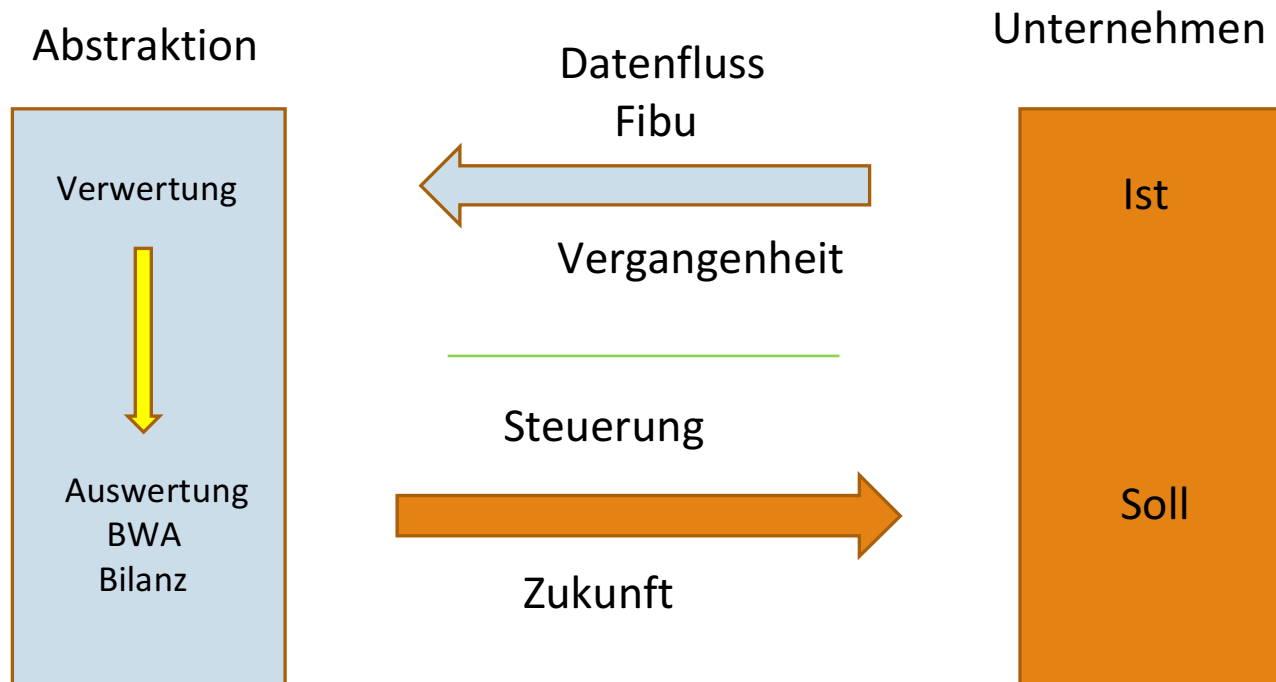 Abstraktion
Unternehmen
Datenfluss
Fibu
Verwertung
Ist
Vergangenheit
Steuerung
Auswertung
BWA
Bilanz
Soll
Zukunft